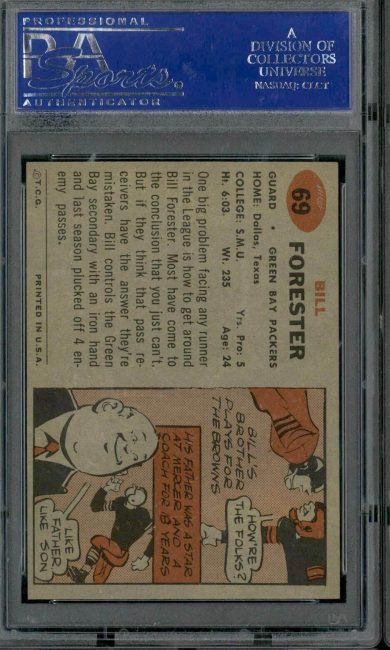 PROFESSIONAL
PSA
Sports.
AUTHENTICATOR
A
DIVISION OF
COLLECTORS
UNIVERSE
NASDAQ: CLCT
69
BILL
FORESTER
GUARD • GREEN BAY PACKERS
HOME: Dallas, Texas
COLLEGE: S.M.U. Yrs. Pro: 5
Ht. 6:03. Wt: 235 Age: 24
One big problem facing any runner
in the League is how to get around
Bill Forester. Most have come to
the conclusion that you just can't.
But if they think that pass re-
ceivers have the answer they're
mistaken. Bill controls the Green
Bay secondary with an iron hand
and last season plucked off 4 en-
emy passes.
©T.C.G. PRINTED IN U.S.A.
BILL'S
BROTHER
PLAYS FOR
THE BROWNS
HOW'RE
THE FOLKS?
HIS FATHER WAS A STAR
AT MERCER AND A
COACH FOR 8 YEARS
LIKE
FATHER,
LIKE SON